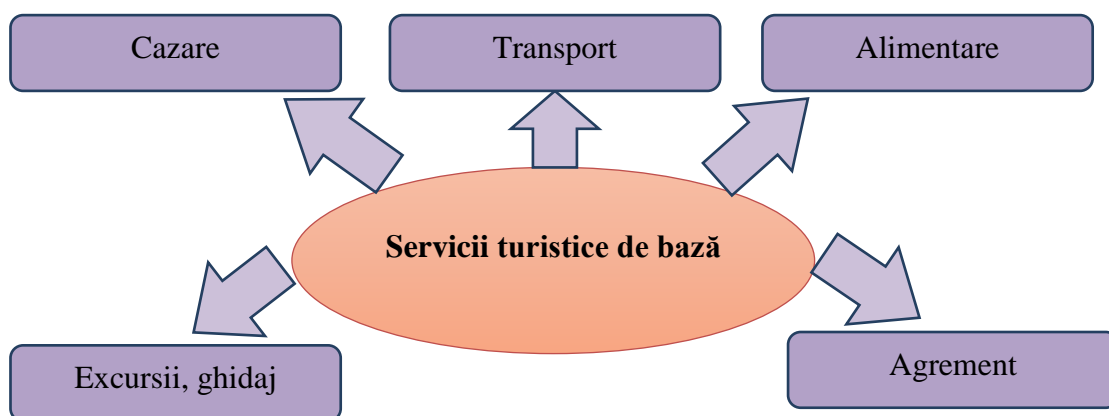 Cazare
Transport
Alimentare
Servicii turistice de bază
Excursii, ghidaj
Agrement